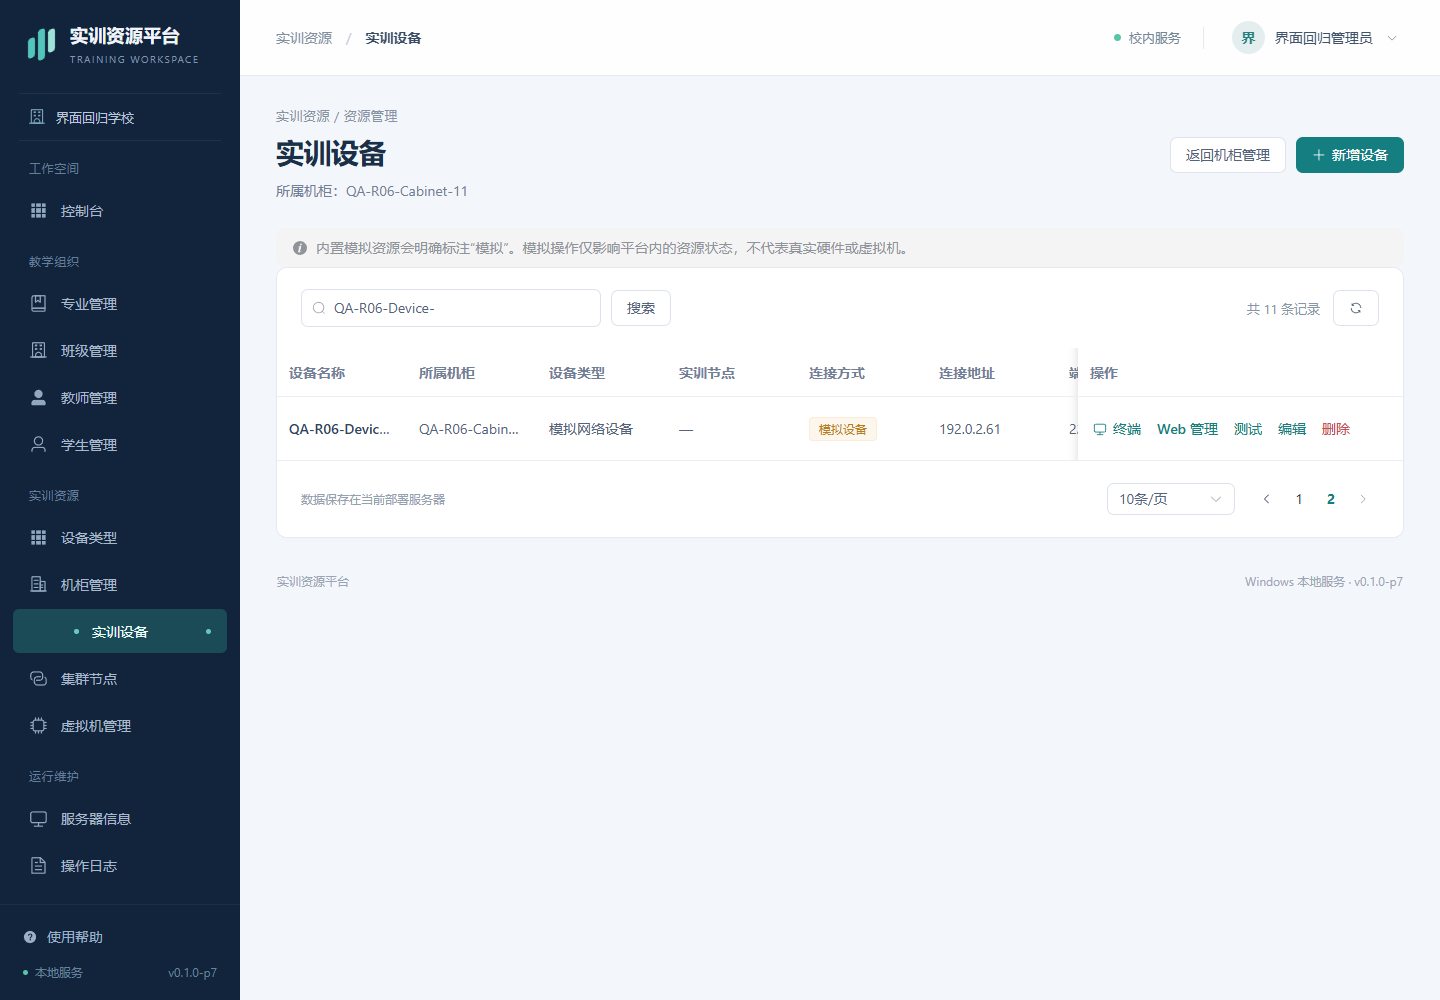 实训资源平台
TRAINING WORKSPACE
界面回归学校
工作空间
控制台
教学组织
专业管理
班级管理
教师管理
学生管理
实训资源
设备类型
机柜管理
实训设备
集群节点
虚拟机管理
运行维护
服务器信息
操作日志
使用帮助
本地服务 v0.1.0-p7
实训资源 / 实训设备
校内服务
界 界面回归管理员
实训资源 / 资源管理
实训设备
所属机柜：QA-R06-Cabinet-11
返回机柜管理
新增设备
内置模拟资源会明确标注“模拟”。模拟操作仅影响平台内的资源状态，不代表真实硬件或虚拟机。
QA-R06-Device-
搜索
共 11 条记录
设备名称 所属机柜 设备类型 实训节点 连接方式 连接地址 操作
QA-R06-Devic... QA-R06-Cabin... 模拟网络设备 — 模拟设备 192.0.2.61 终端 Web 管理 测试 编辑 删除
数据保存在当前部署服务器
10条/页
1 2
实训资源平台
Windows 本地服务 · v0.1.0-p7